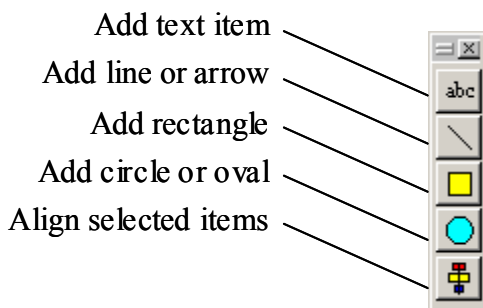 Add text item
abc
Add line or arrow
Add rectangle
Add circle or oval
Align selected items